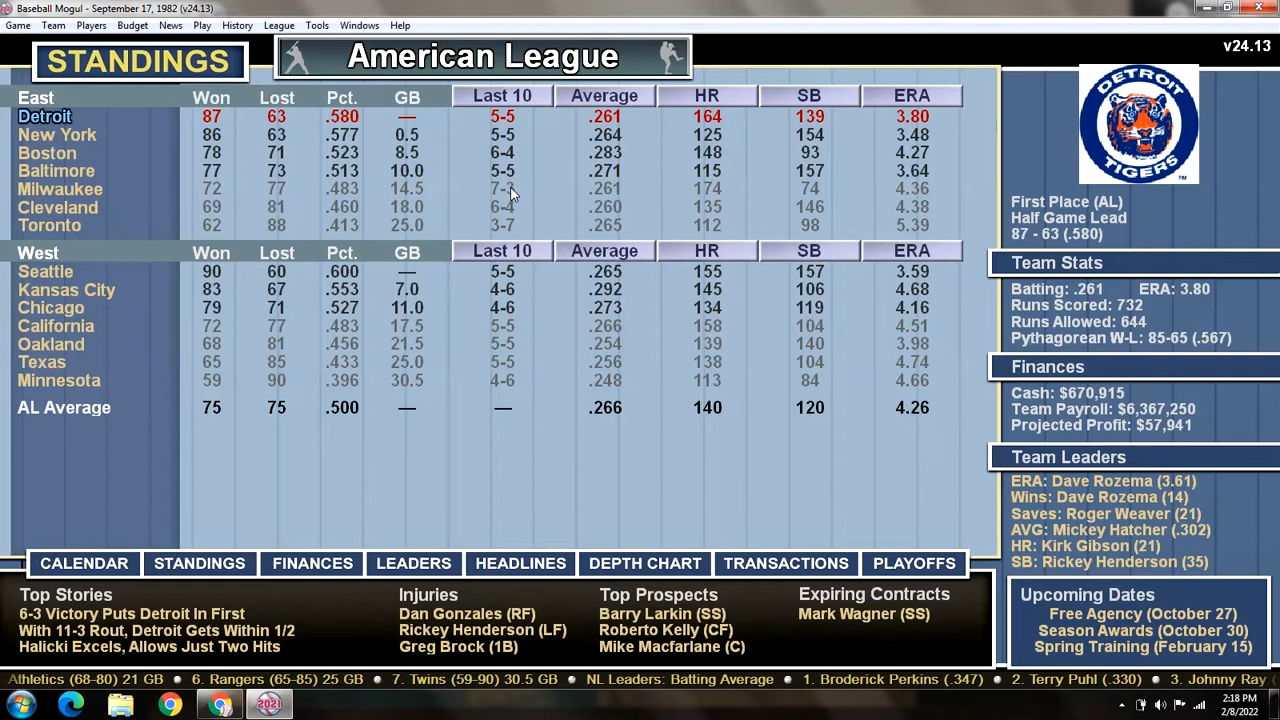 Baseball Mogul - September 17, 1982 (v24.13)
Game Team Players Budget News Play History League Tools Windows Help
STANDINGS
American League
v24.13
East Won Lost Pct. GB Last 10 Average HR SB ERA
Detroit 87 63 .580 — 5-5 .261 164 139 3.80
New York 86 63 .577 0.5 5-5 .264 125 154 3.48
Boston 78 71 .523 8.5 6-4 .283 148 93 4.27
Baltimore 77 73 .513 10.0 5-5 .271 115 157 3.64
Milwaukee 72 77 .483 14.5 7-3 .261 174 74 4.36
Cleveland 69 81 .460 18.0 6-4 .260 135 146 4.38
Toronto 62 88 .413 25.0 3-7 .265 112 98 5.39
West Won Lost Pct. GB Last 10 Average HR SB ERA
Seattle 90 60 .600 — 5-5 .265 155 157 3.59
Kansas City 83 67 .553 7.0 4-6 .292 145 106 4.68
Chicago 79 71 .527 11.0 4-6 .273 134 119 4.16
California 72 77 .483 17.5 5-5 .266 158 104 4.51
Oakland 68 81 .456 21.5 5-5 .254 139 140 3.98
Texas 65 85 .433 25.0 5-5 .256 138 104 4.74
Minnesota 59 90 .396 30.5 4-6 .248 113 84 4.66
AL Average 75 75 .500 — — .266 140 120 4.26
DETROIT
TIGERS
First Place (AL)
Half Game Lead
87 - 63 (.580)
Team Stats
Batting: .261 ERA: 3.80
Runs Scored: 732
Runs Allowed: 644
Pythagorean W-L: 85-65 (.567)
Finances
Cash: $670,915
Team Payroll: $6,367,250
Projected Profit: $57,941
Team Leaders
ERA: Dave Rozema (3.61)
Wins: Dave Rozema (14)
Saves: Roger Weaver (21)
AVG: Mickey Hatcher (.302)
HR: Kirk Gibson (21)
SB: Rickey Henderson (35)
CALENDAR STANDINGS FINANCES LEADERS HEADLINES DEPTH CHART TRANSACTIONS PLAYOFFS
Top Stories
6-3 Victory Puts Detroit In First
With 11-3 Rout, Detroit Gets Within 1/2
Halicki Excels, Allows Just Two Hits
Injuries
Dan Gonzales (RF)
Rickey Henderson (LF)
Greg Brock (1B)
Top Prospects
Barry Larkin (SS)
Roberto Kelly (CF)
Mike Macfarlane (C)
Expiring Contracts
Mark Wagner (SS)
Upcoming Dates
Free Agency (October 27)
Season Awards (October 30)
Spring Training (February 15)
Athletics (68-80) 21 GB • 6. Rangers (65-85) 25 GB • 7. Twins (59-90) 30.5 GB • NL Leaders: Batting Average • 1. Broderick Perkins (.347) • 2. Terry Puhl (.330) • 3. Johnny Ray (
2021
2:18 PM
2/8/2022